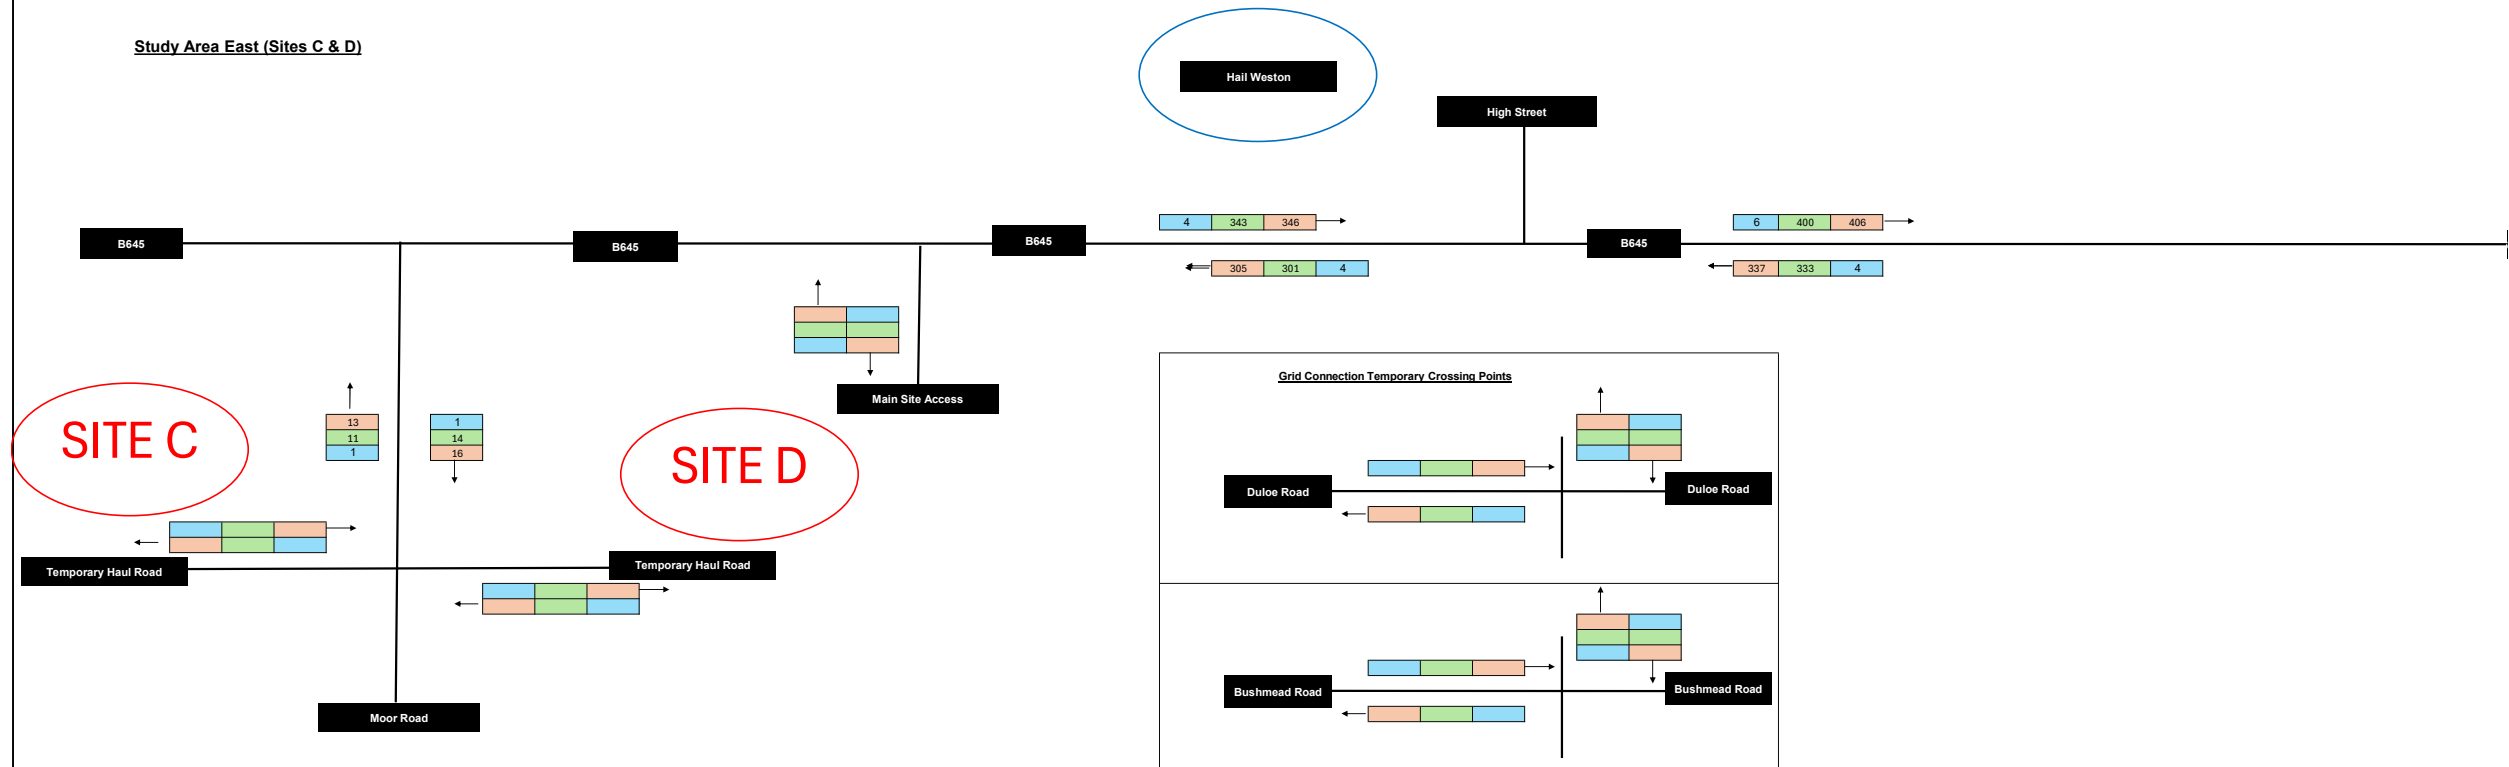 Study Area East (Sites C & D)
Hail Weston
High Street
4 343 346
6 400 406
B645
B645
B645
B645
305 301 4
337 333 4
Main Site Access
Grid Connection Temporary Crossing Points
SITE C
13
11
1
1
14
16
SITE D
Duloe Road
Duloe Road
Temporary Haul Road
Temporary Haul Road
Bushmead Road
Bushmead Road
Moor Road